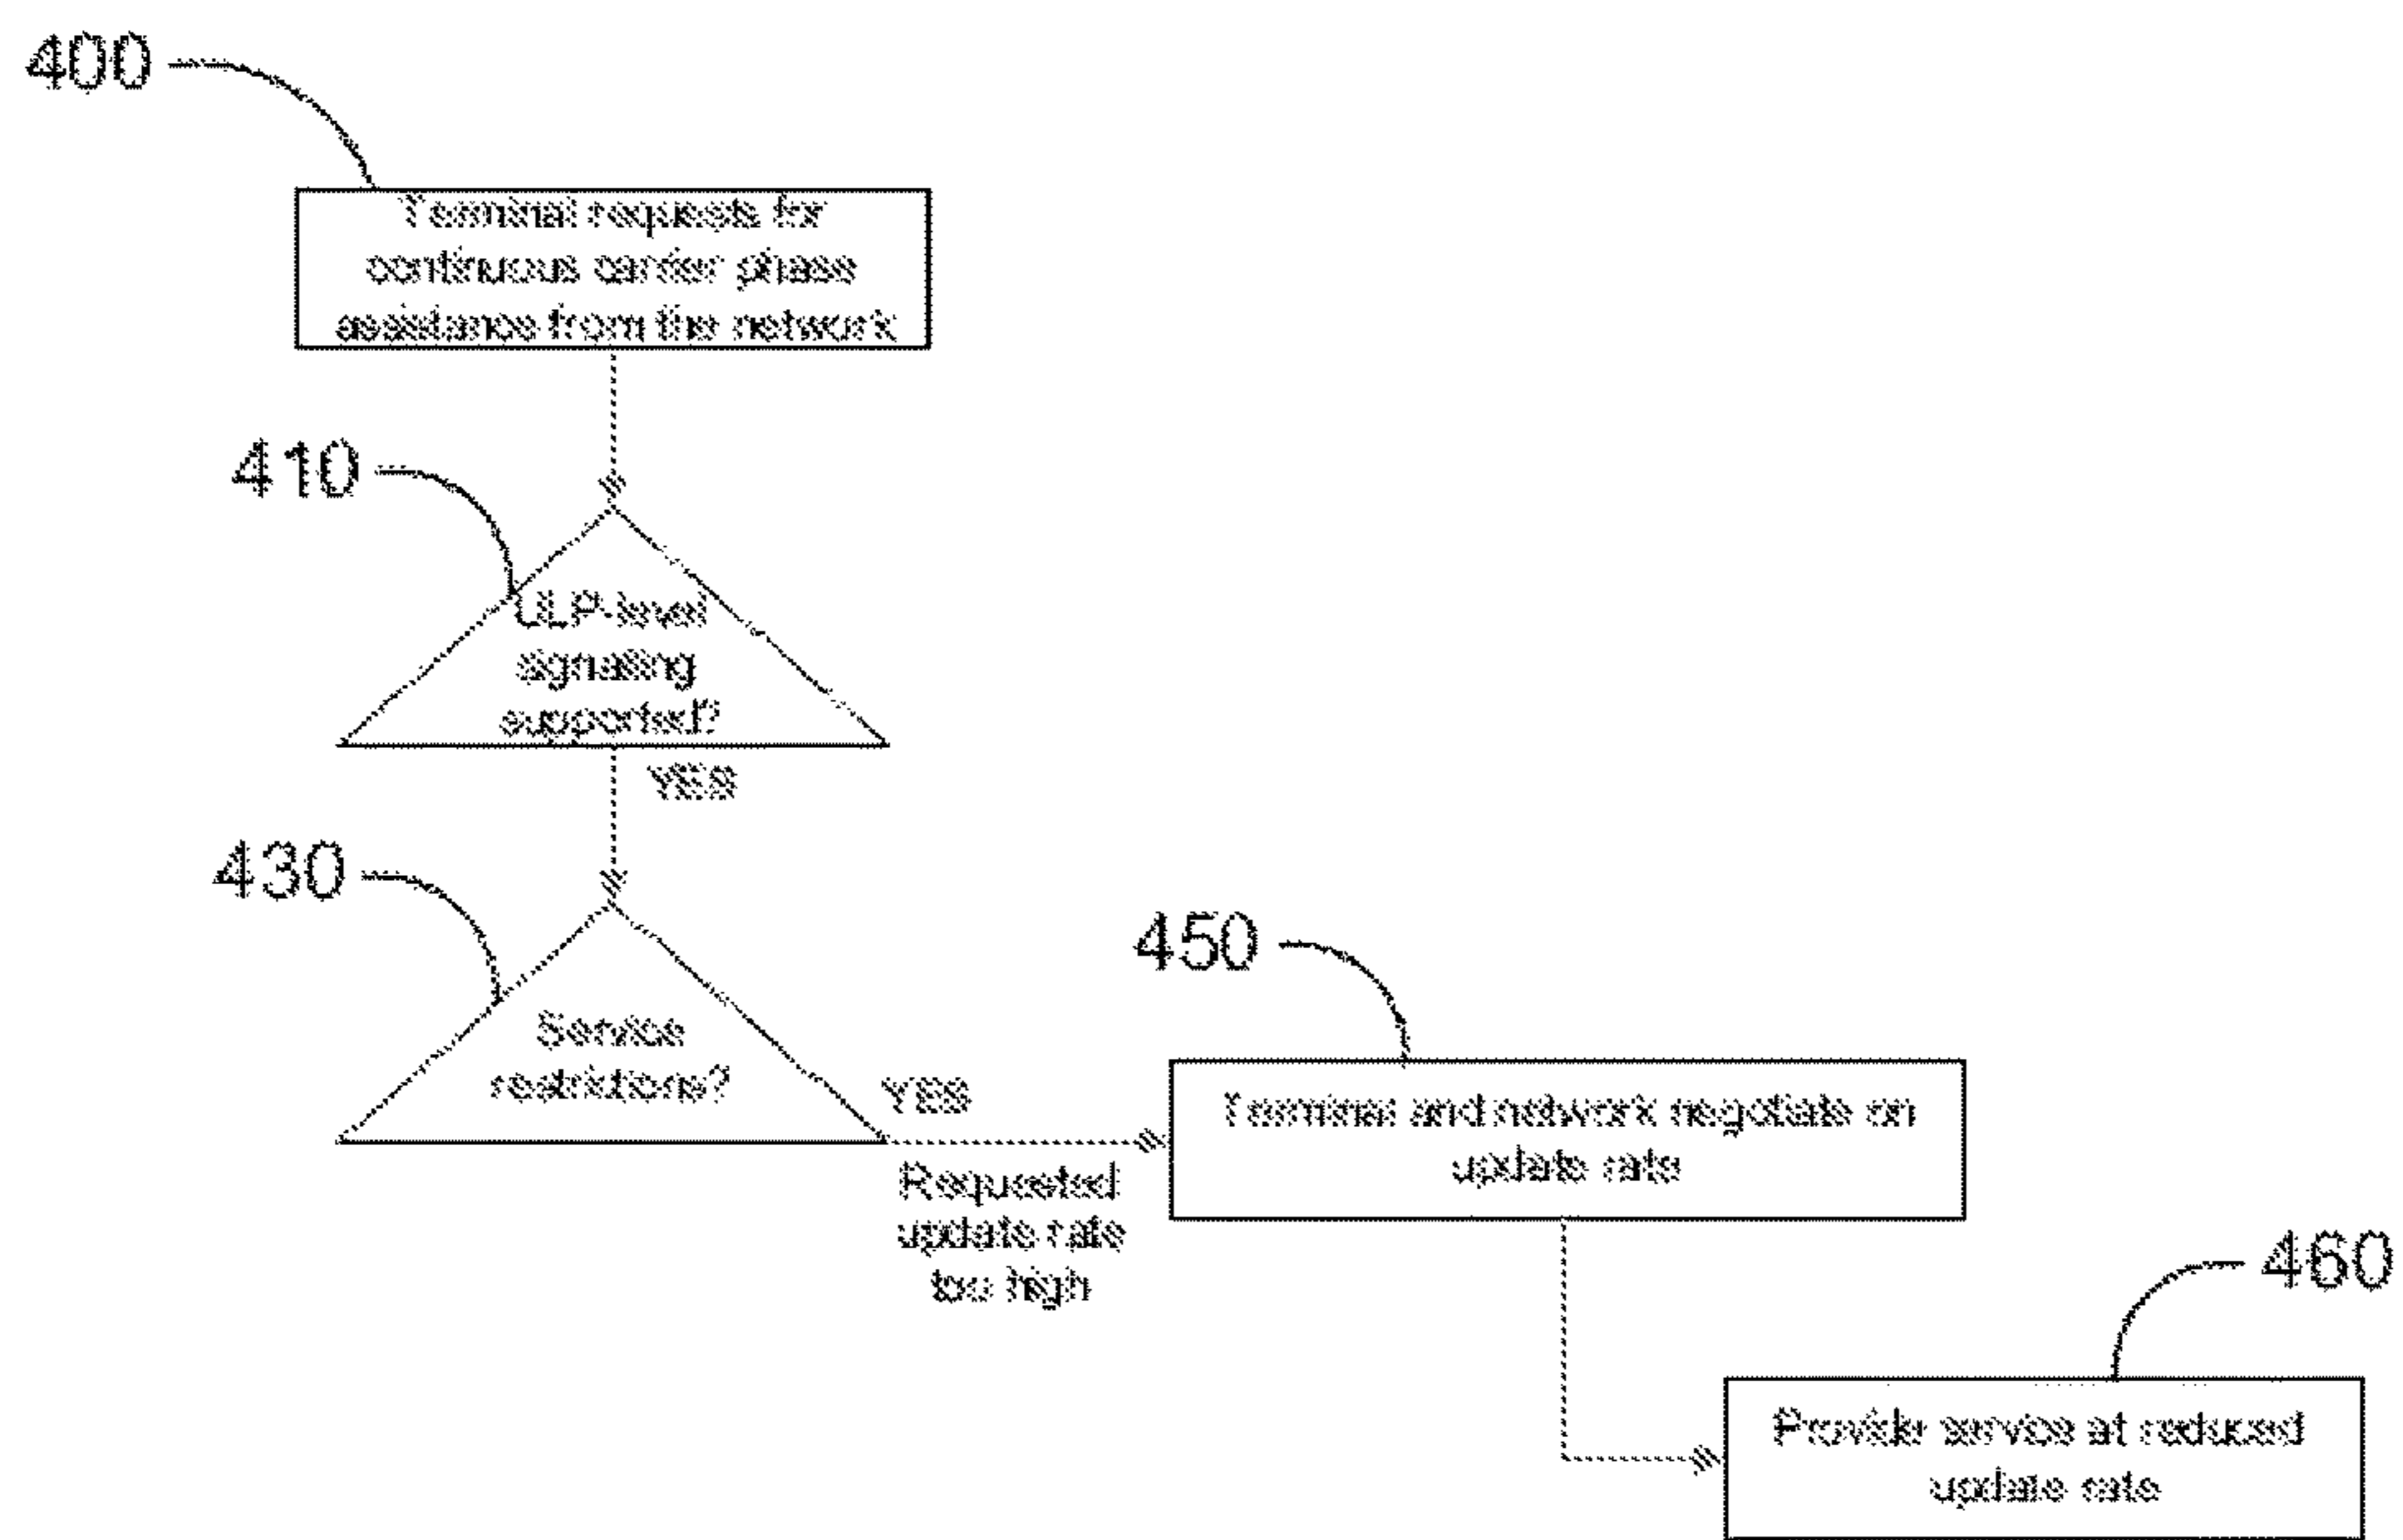 400
Terminal requests for
continuous carrier phase
assistance from the network
410
ULP-level
signalling
supported?
YES
430
Service
restrictions?
YES
Requested
update rate
too high
450
Terminal and network negotiate on
update rate
460
Provide service at reduced
update rate